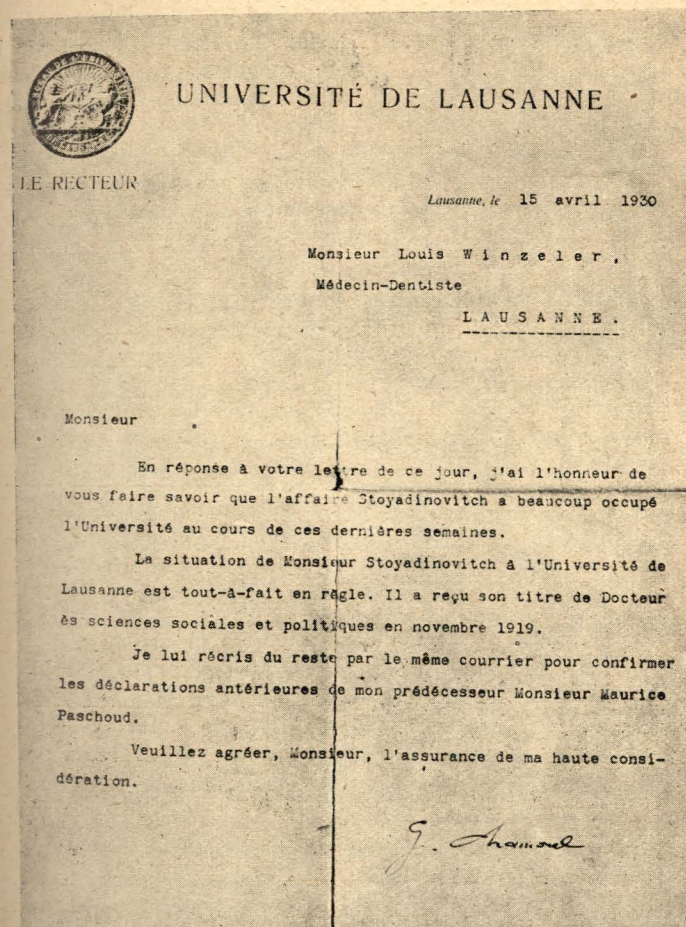 UNIVERSITÉ DE LAUSANNE
LE RECTEUR
Lausanne, le 15 avril 1930
Monsieur Louis Winzeler,
Médecin-Dentiste
LAUSANNE.
Monsieur
En réponse à votre lettre de ce jour, j'ai l'honneur de
vous faire savoir que l'affaire Stoyadinovitch a beaucoup occupé
l'Université au cours de ces dernières semaines.
La situation de Monsieur Stoyadinovitch à l'Université de
Lausanne est tout-à-fait en règle. Il a reçu son titre de Docteur
ès sciences sociales et politiques en novembre 1919.
Je lui récris du reste par le même courrier pour confirmer
les déclarations antérieures de mon prédécesseur Monsieur Maurice
Paschoud.
Veuillez agréer, Monsieur, l'assurance de ma haute consi-
dération.